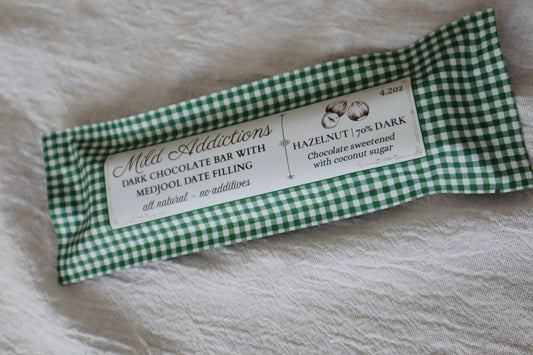 Mild Addictions
DARK CHOCOLATE BAR WITH
MEDJOOL DATE FILLING
all natural – no additives
4.2oz
HAZELNUT | 70% DARK
Chocolate sweetened
with coconut sugar